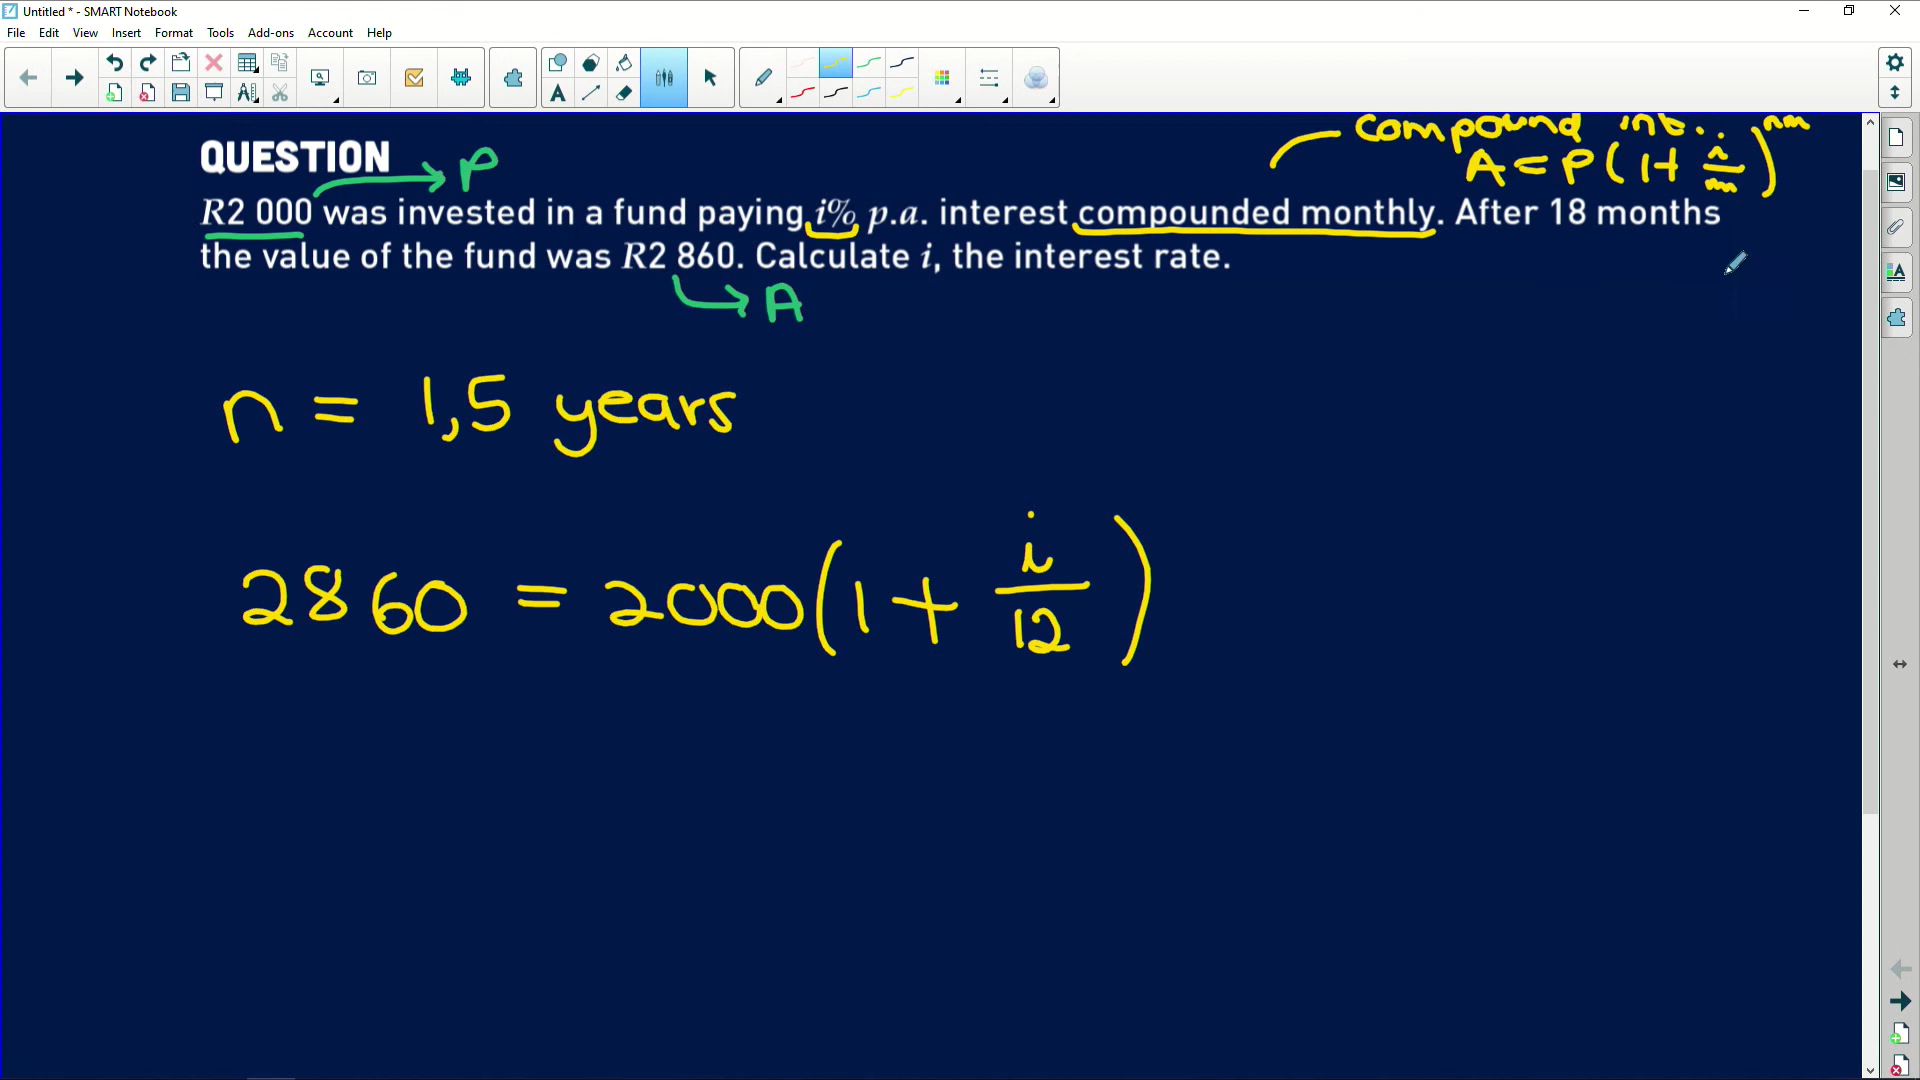 Untitled * - SMART Notebook
File Edit View Insert Format Tools Add-ons Account Help
compound int.
A = P(1+ i/m)^nm
QUESTION
P
R2 000 was invested in a fund paying i% p.a. interest compounded monthly. After 18 months
the value of the fund was R2 860. Calculate i, the interest rate.
A
n = 1,5 years
2860 = 2000(1+ i/12)